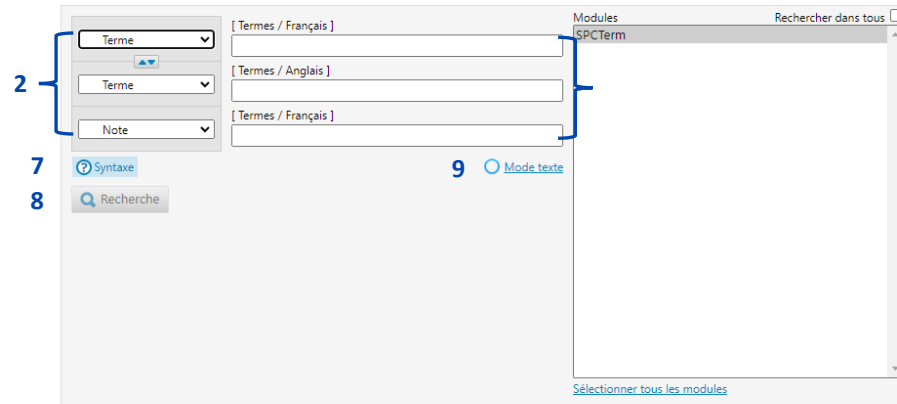 Modules Rechercher dans tous
[ Termes / Français ]
Terme
SPCTerm
[ Termes / Anglais ]
2
Terme
[ Termes / Français ]
Note
7 Syntaxe
9 Mode texte
8 Recherche
Sélectionner tous les modules